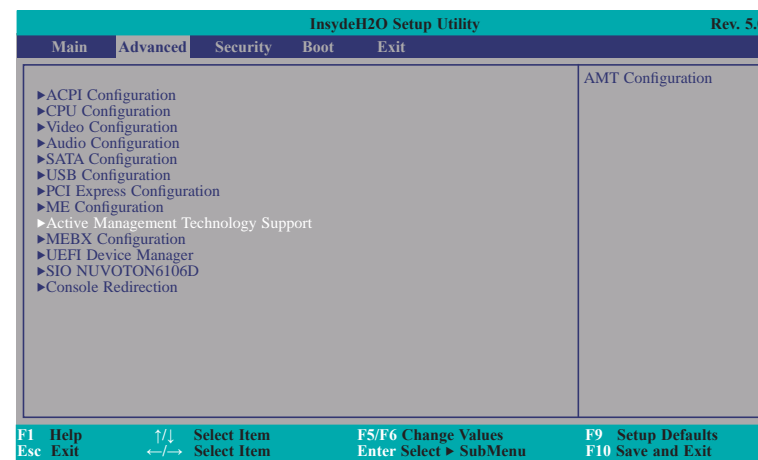 InsydeH2O Setup Utility Rev. 5.
Main Advanced Security Boot Exit
►ACPI Configuration
►CPU Configuration
►Video Configuration
►Audio Configuration
►SATA Configuration
►USB Configuration
►PCI Express Configuration
►ME Configuration
►Active Management Technology Support
►MEBX Configuration
►UEFI Device Manager
►SIO NUVOTON6106D
►Console Redirection
AMT Configuration
F1 Help ↑/↓ Select Item F5/F6 Change Values F9 Setup Defaults
Esc Exit ←/→ Select Item Enter Select ► SubMenu F10 Save and Exit